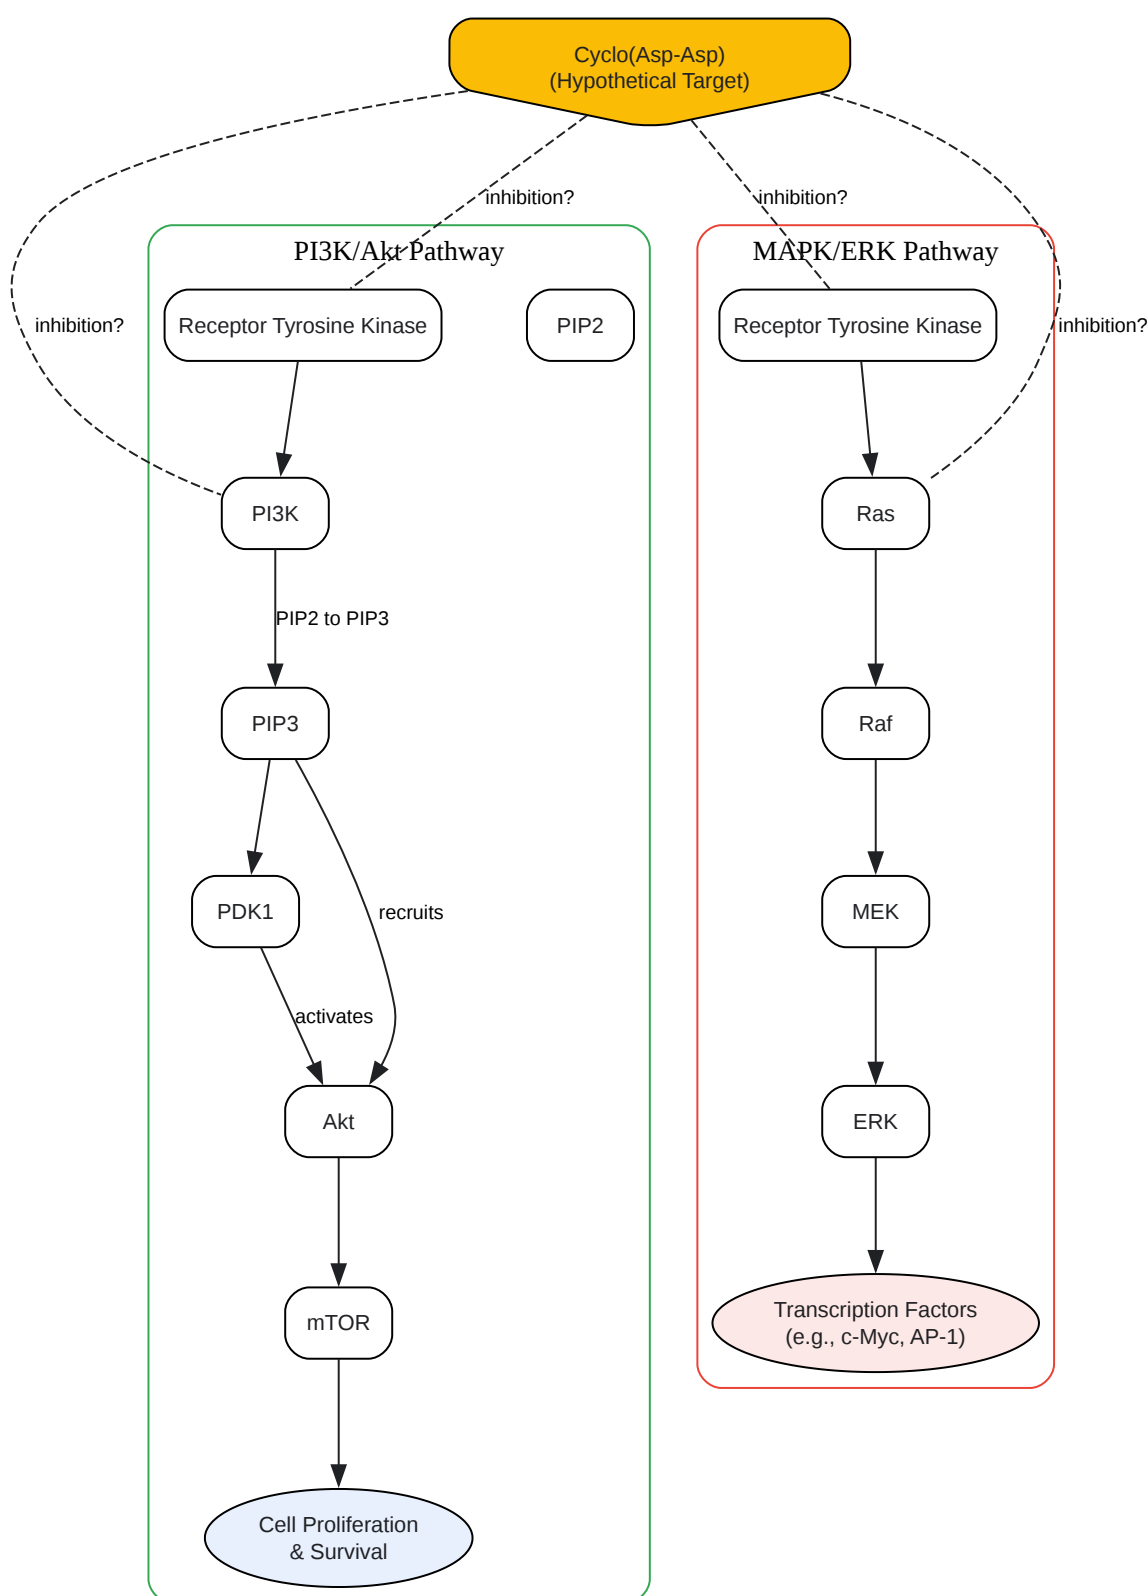 Cyclo(Asp-Asp)
(Hypothetical Target)
inhibition?
inhibition?
PI3K/Akt Pathway
MAPK/ERK Pathway
inhibition?
Receptor Tyrosine Kinase
PIP2
Receptor Tyrosine Kinase
inhibition?
PI3K
Ras
PIP2 to PIP3
PIP3
Raf
PDK1
recruits
MEK
activates
Akt
ERK
mTOR
Transcription Factors
(e.g., c-Myc, AP-1)
Cell Proliferation
& Survival